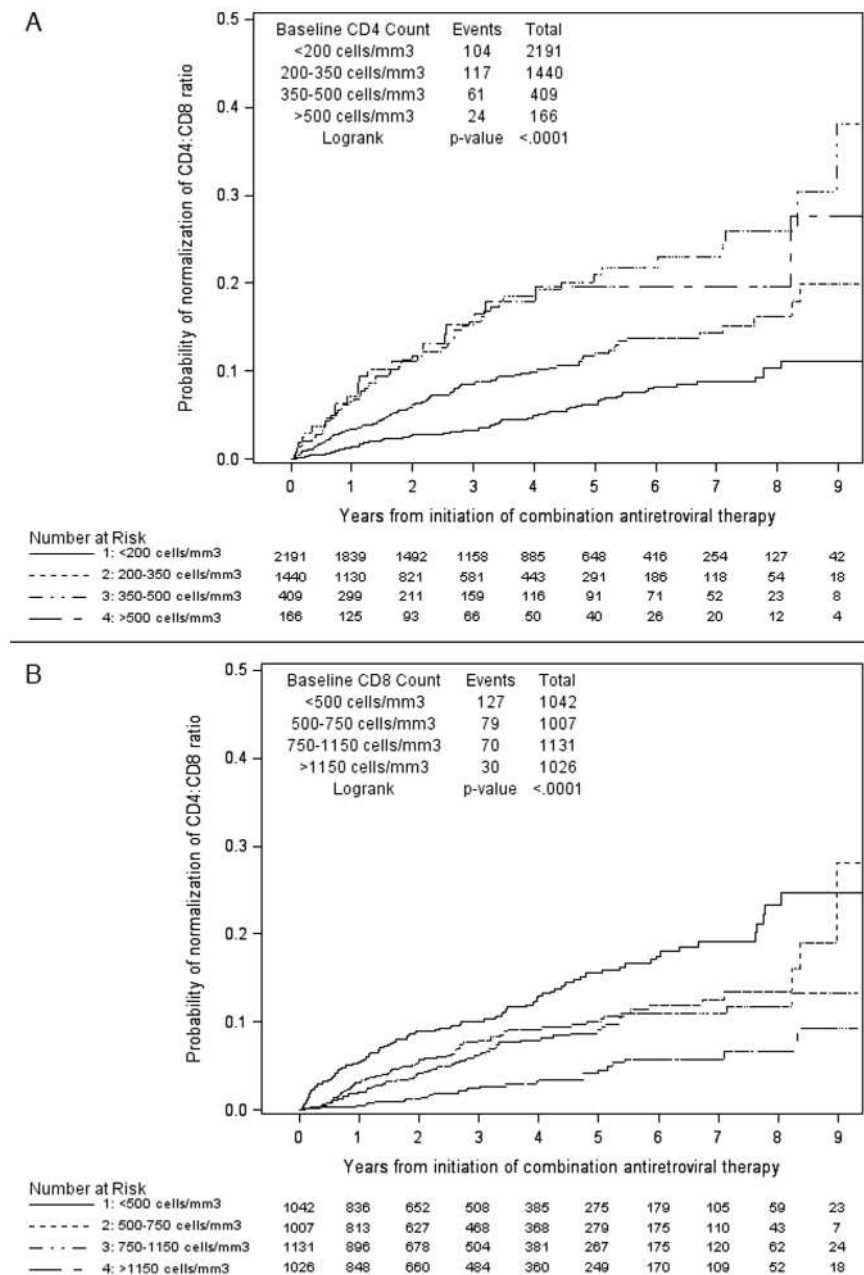 A
Baseline CD4 Count Events Total
<200 cells/mm3 104 2191
200-350 cells/mm3 117 1440
350-500 cells/mm3 61 409
>500 cells/mm3 24 166
Logrank p-value <.0001
Probability of normalization of CD4:CD8 ratio
0.5
0.4
0.3
0.2
0.1
0.0
0 1 2 3 4 5 6 7 8 9
Years from initiation of combination antiretroviral therapy
Number at Risk
1: <200 cells/mm3 2191 1839 1492 1158 885 648 416 254 127 42
2: 200-350 cells/mm3 1440 1130 821 581 443 291 186 118 54 18
3: 350-500 cells/mm3 409 299 211 159 116 91 71 52 23 8
4: >500 cells/mm3 166 125 93 66 50 40 26 20 12 4
B
Baseline CD8 Count Events Total
<500 cells/mm3 127 1042
500-750 cells/mm3 79 1007
750-1150 cells/mm3 70 1131
>1150 cells/mm3 30 1026
Logrank p-value <.0001
Probability of normalization of CD4:CD8 ratio
0.5
0.4
0.3
0.2
0.1
0.0
0 1 2 3 4 5 6 7 8 9
Years from initiation of combination antiretroviral therapy
Number at Risk
1: <500 cells/mm3 1042 836 652 508 385 275 179 105 59 23
2: 500-750 cells/mm3 1007 813 627 468 368 279 175 110 43 7
3: 750-1150 cells/mm3 1131 896 678 504 381 267 175 120 62 24
4: >1150 cells/mm3 1026 848 660 484 360 249 170 109 52 18